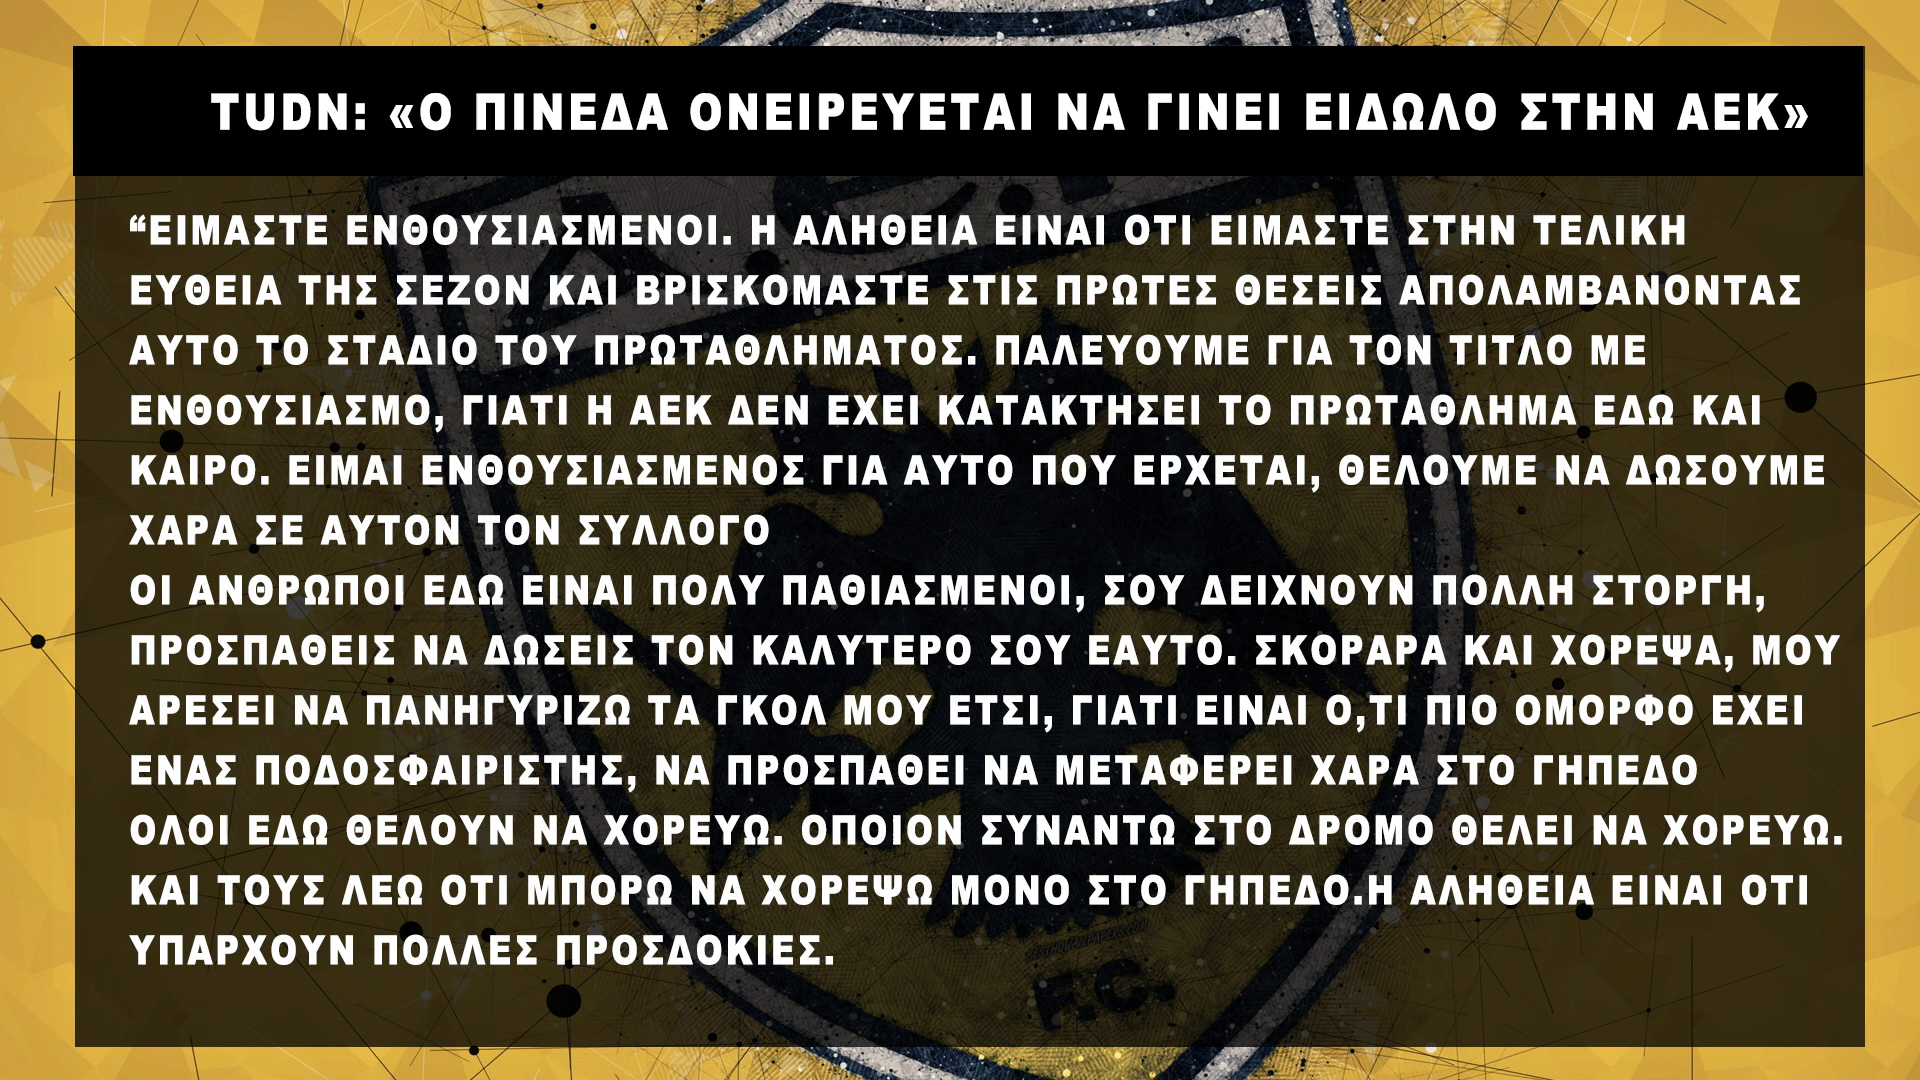 TUDN: «Ο ΠΙΝΕΔΑ ΟΝΕΙΡΕΥΕΤΑΙ ΝΑ ΓΙΝΕΙ ΕΙΔΩΛΟ ΣΤΗΝ ΑΕΚ»
“ΕΙΜΑΣΤΕ ΕΝΘΟΥΣΙΑΣΜΕΝΟΙ. Η ΑΛΗΘΕΙΑ ΕΙΝΑΙ ΟΤΙ ΕΙΜΑΣΤΕ ΣΤΗΝ ΤΕΛΙΚΗ
ΕΥΘΕΙΑ ΤΗΣ ΣΕΖΟΝ ΚΑΙ ΒΡΙΣΚΟΜΑΣΤΕ ΣΤΙΣ ΠΡΩΤΕΣ ΘΕΣΕΙΣ ΑΠΟΛΑΜΒΑΝΟΝΤΑΣ
ΑΥΤΟ ΤΟ ΣΤΑΔΙΟ ΤΟΥ ΠΡΩΤΑΘΛΗΜΑΤΟΣ. ΠΑΛΕΥΟΥΜΕ ΓΙΑ ΤΟΝ ΤΙΤΛΟ ΜΕ
ΕΝΘΟΥΣΙΑΣΜΟ, ΓΙΑΤΙ Η ΑΕΚ ΔΕΝ ΕΧΕΙ ΚΑΤΑΚΤΗΣΕΙ ΤΟ ΠΡΩΤΑΘΛΗΜΑ ΕΔΩ ΚΑΙ
ΚΑΙΡΟ. ΕΙΜΑΙ ΕΝΘΟΥΣΙΑΣΜΕΝΟΣ ΓΙΑ ΑΥΤΟ ΠΟΥ ΕΡΧΕΤΑΙ, ΘΕΛΟΥΜΕ ΝΑ ΔΩΣΟΥΜΕ
ΧΑΡΑ ΣΕ ΑΥΤΟΝ ΤΟΝ ΣΥΛΛΟΓΟ
ΟΙ ΑΝΘΡΩΠΟΙ ΕΔΩ ΕΙΝΑΙ ΠΟΛΥ ΠΑΘΙΑΣΜΕΝΟΙ, ΣΟΥ ΔΕΙΧΝΟΥΝ ΠΟΛΛΗ ΣΤΟΡΓΗ,
ΠΡΟΣΠΑΘΕΙΣ ΝΑ ΔΩΣΕΙΣ ΤΟΝ ΚΑΛΥΤΕΡΟ ΣΟΥ ΕΑΥΤΟ. ΣΚΟΡΑΡΑ ΚΑΙ ΧΟΡΕΨΑ, ΜΟΥ
ΑΡΕΣΕΙ ΝΑ ΠΑΝΗΓΥΡΙΖΩ ΤΑ ΓΚΟΛ ΜΟΥ ΕΤΣΙ, ΓΙΑΤΙ ΕΙΝΑΙ Ο,ΤΙ ΠΙΟ ΟΜΟΡΦΟ ΕΧΕΙ
ΕΝΑΣ ΠΟΔΟΣΦΑΙΡΙΣΤΗΣ, ΝΑ ΠΡΟΣΠΑΘΕΙ ΝΑ ΜΕΤΑΦΕΡΕΙ ΧΑΡΑ ΣΤΟ ΓΗΠΕΔΟ
ΟΛΟΙ ΕΔΩ ΘΕΛΟΥΝ ΝΑ ΧΟΡΕΥΩ. ΟΠΟΙΟΝ ΣΥΝΑΝΤΩ ΣΤΟ ΔΡΟΜΟ ΘΕΛΕΙ ΝΑ ΧΟΡΕΥΩ.
ΚΑΙ ΤΟΥΣ ΛΕΩ ΟΤΙ ΜΠΟΡΩ ΝΑ ΧΟΡΕΨΩ ΜΟΝΟ ΣΤΟ ΓΗΠΕΔΟ.Η ΑΛΗΘΕΙΑ ΕΙΝΑΙ ΟΤΙ
ΥΠΑΡΧΟΥΝ ΠΟΛΛΕΣ ΠΡΟΣΔΟΚΙΕΣ.
F.C.